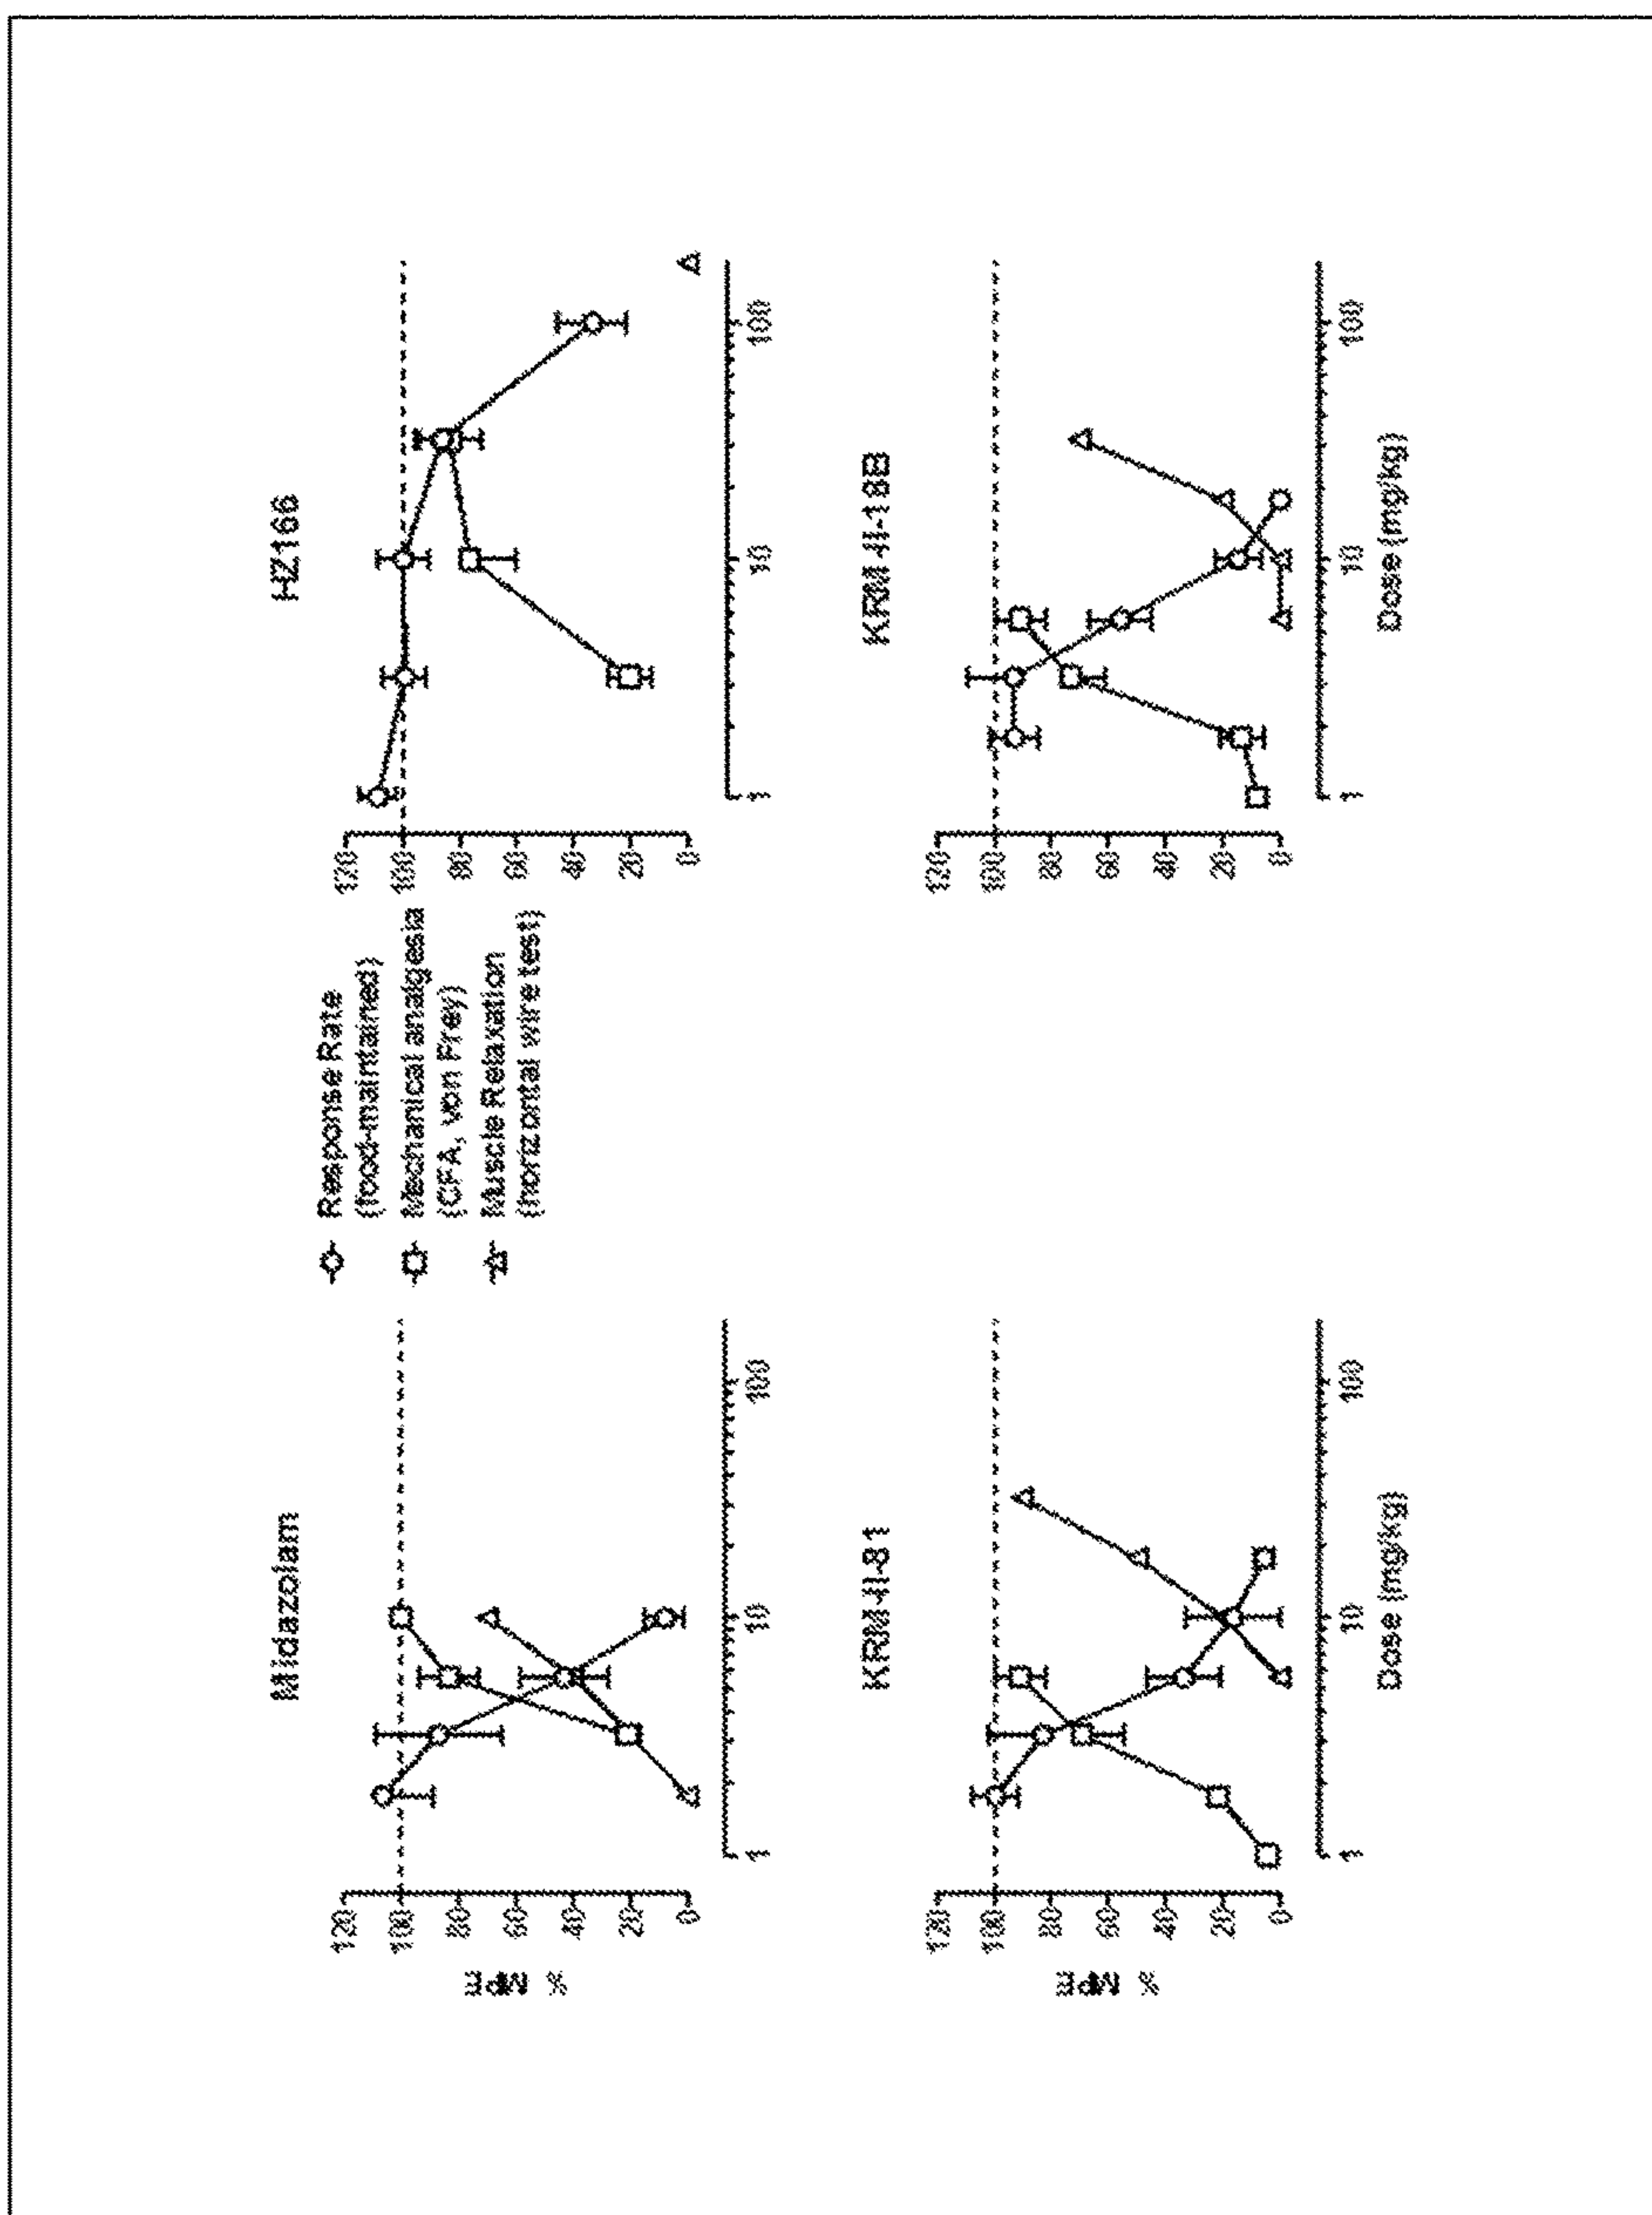 Midazolam
HZ166
% MPE
120
100
80
60
40
20
0
1
10
100
Response Rate
(food-maintained)
Mechanical analgesia
(CFA, von Frey)
Muscle Relaxation
(horizontal wire test)
120
100
80
60
40
20
0
1
10
100
KRM-II-81
KRM-II-18B
% MPE
120
100
80
60
40
20
0
1
10
100
Dose (mg/kg)
120
100
80
60
40
20
0
1
10
100
Dose (mg/kg)